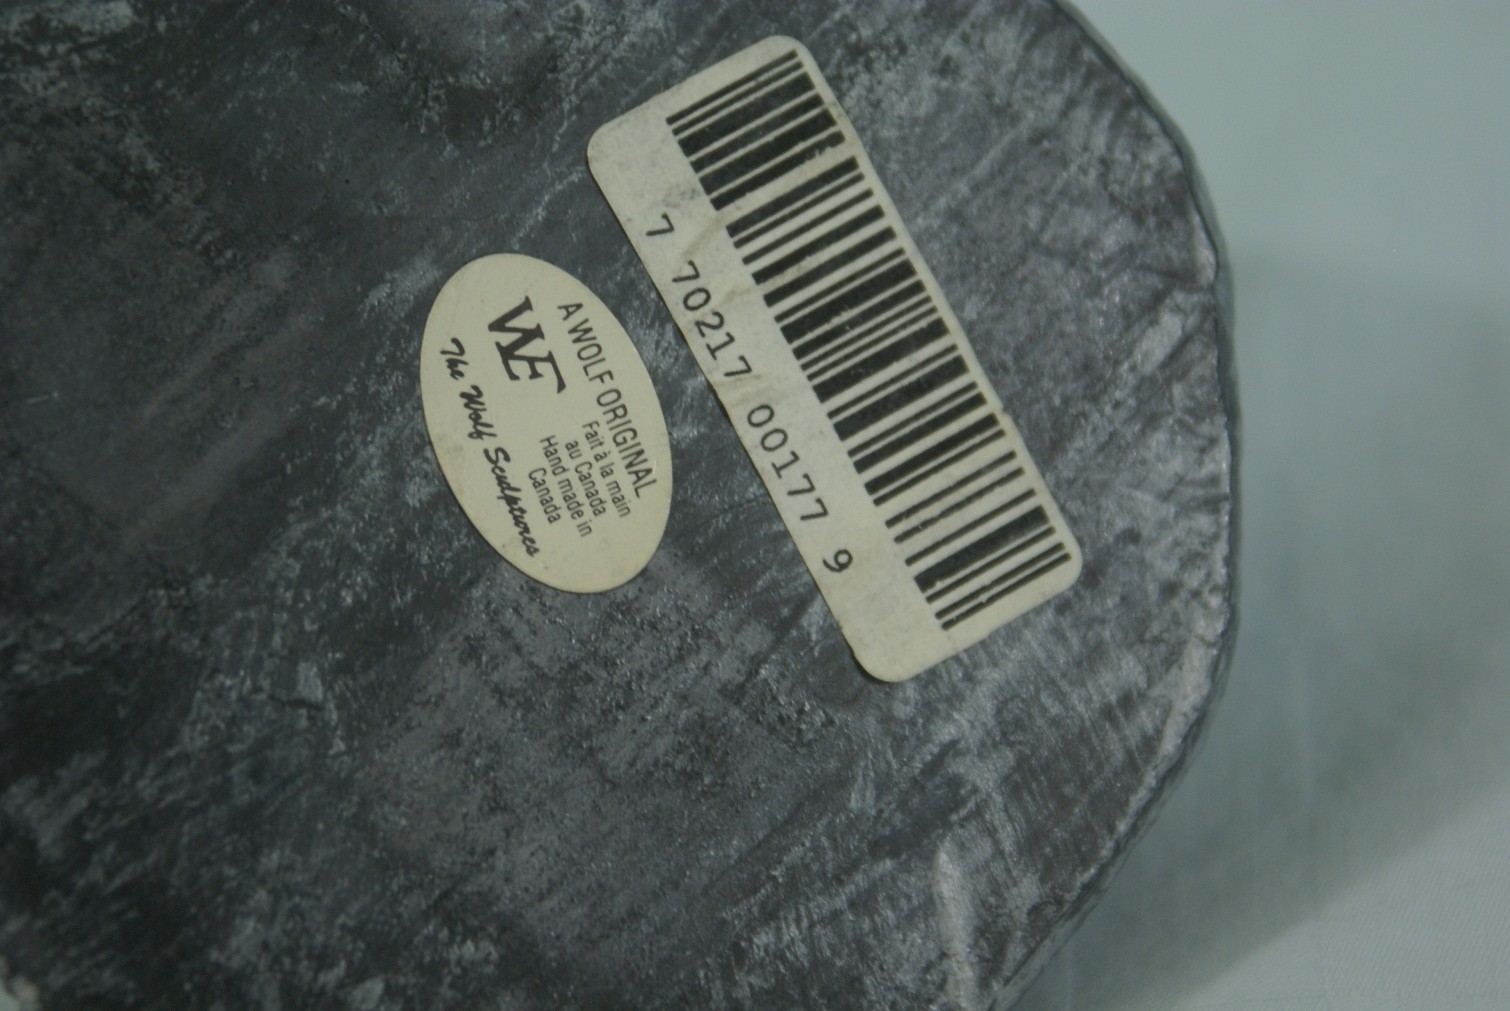 A WOLF ORIGINAL
WE
Fait à la main
au Canada
Hand made in
Canada
The Wolf Sculptures
7 70217 00177 9